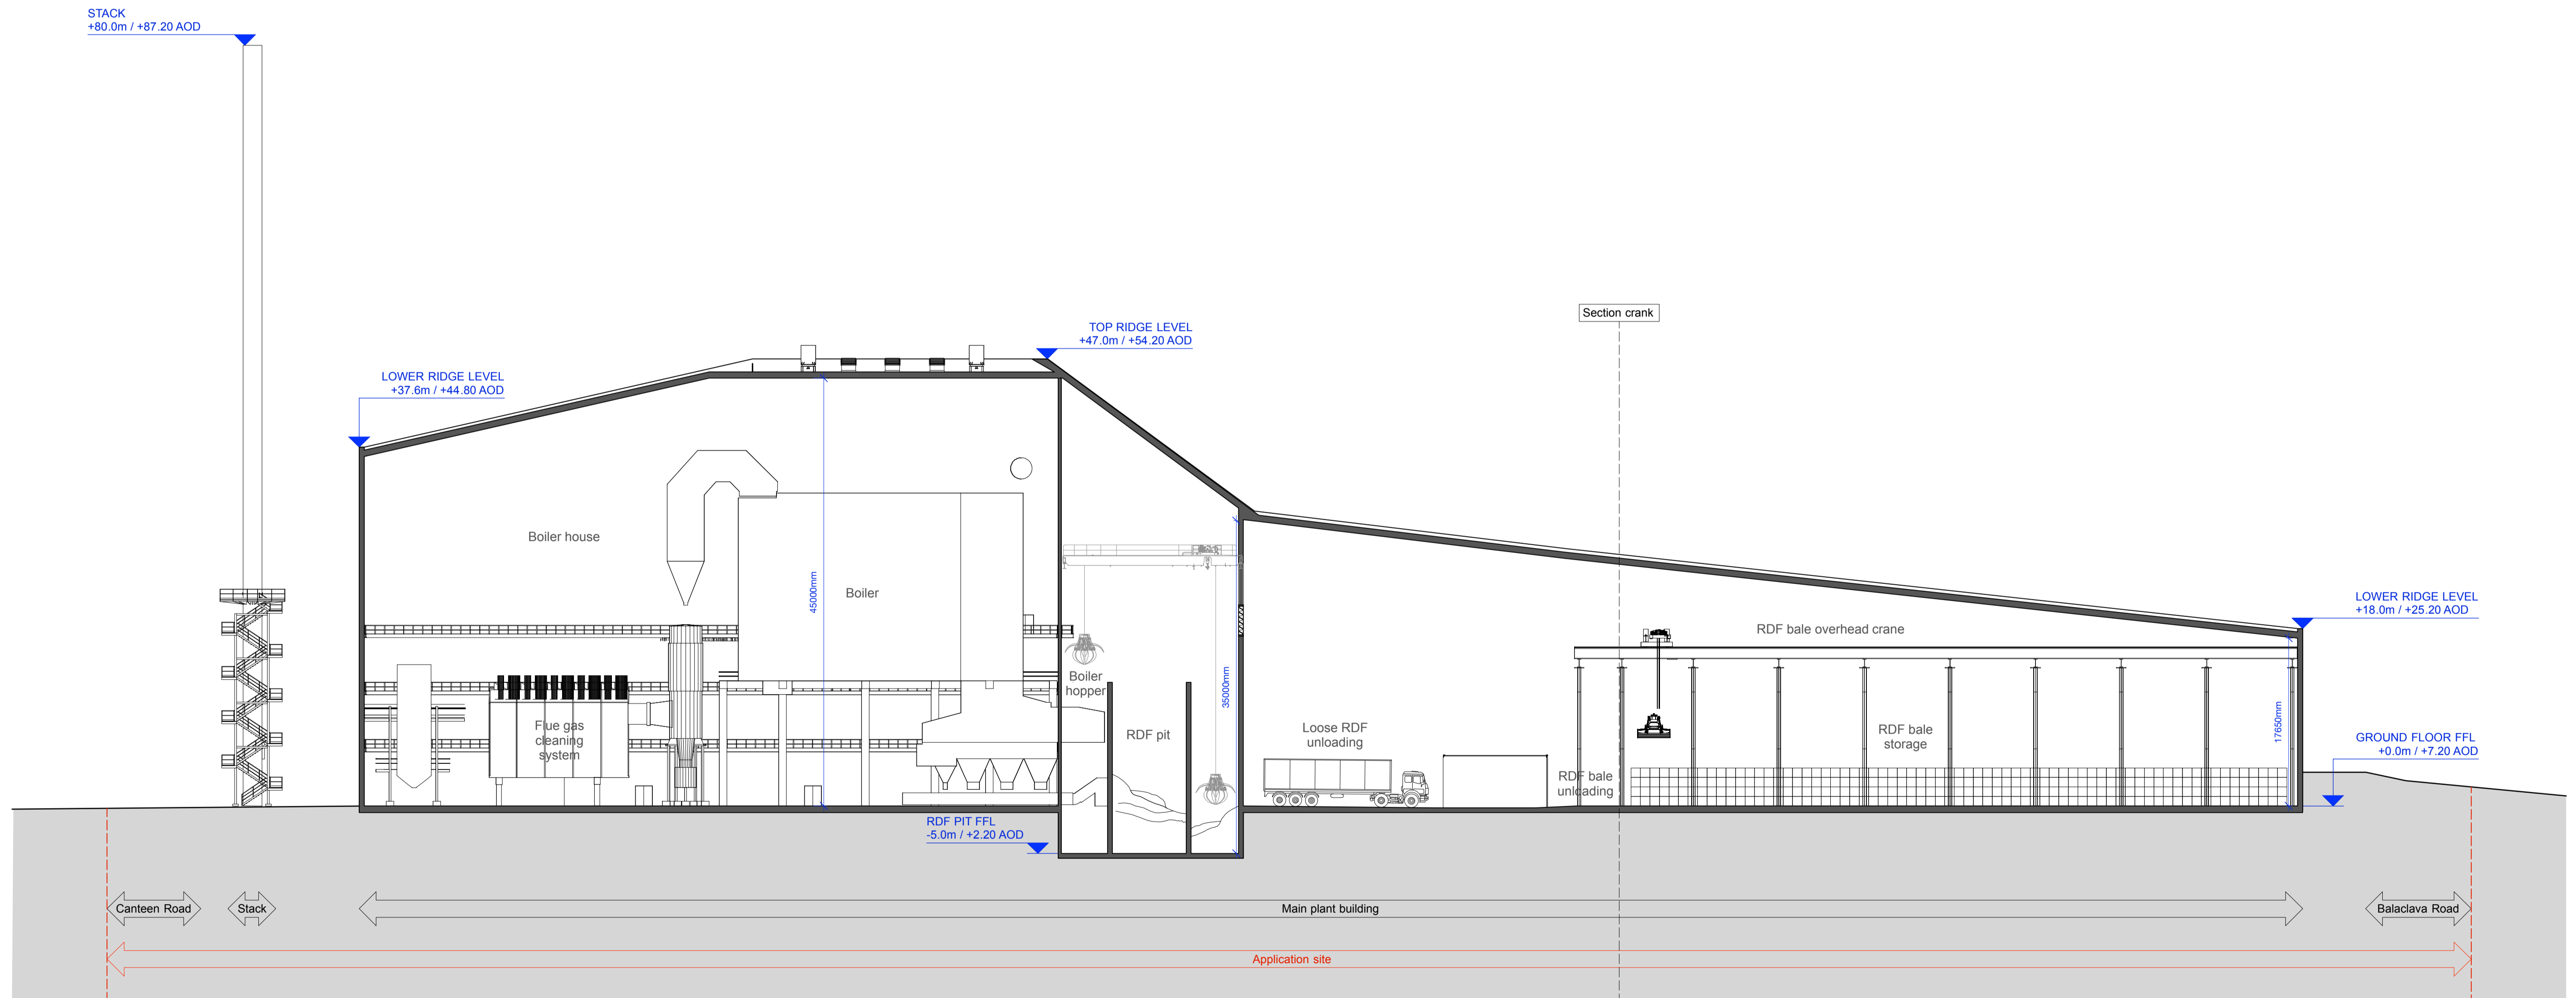 STACK
+80.0m / +87.20 AOD
Section crank
TOP RIDGE LEVEL
+47.0m / +54.20 AOD
LOWER RIDGE LEVEL
+37.6m / +44.80 AOD
Boiler house
45000mm
Boiler
LOWER RIDGE LEVEL
+18.0m / +25.20 AOD
RDF bale overhead crane
Boiler
hopper
35000mm
Flue gas
cleaning
system
RDF pit
Loose RDF
unloading
RDF bale
storage
17650mm
GROUND FLOOR FFL
+0.0m / +7.20 AOD
RDF bale
unloading
RDF PIT FFL
-5.0m / +2.20 AOD
Canteen Road
Stack
Main plant building
Balaclava Road
Application site